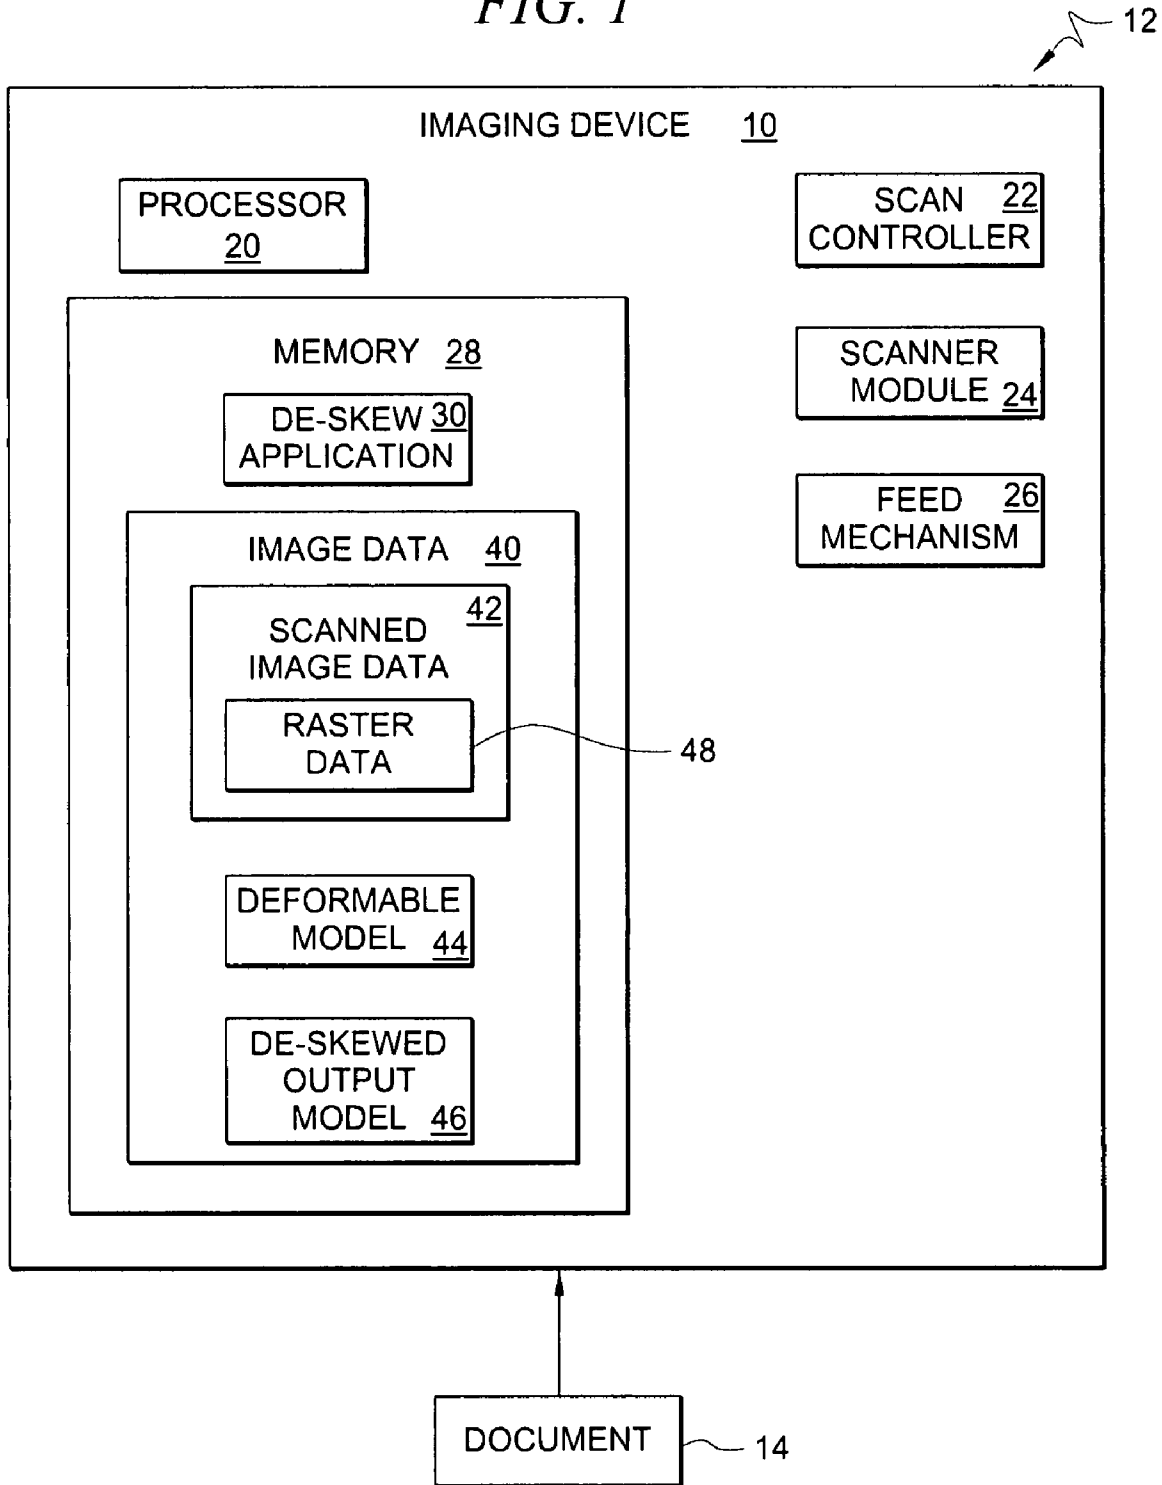 FIG. 1
12
IMAGING DEVICE 10
PROCESSOR
20
SCAN 22
CONTROLLER
MEMORY 28
SCANNER
MODULE 24
DE-SKEW 30
APPLICATION
FEED 26
MECHANISM
IMAGE DATA 40
42
SCANNED
IMAGE DATA
RASTER
DATA
48
DEFORMABLE
MODEL 44
DE-SKEWED
OUTPUT
MODEL 46
DOCUMENT
14